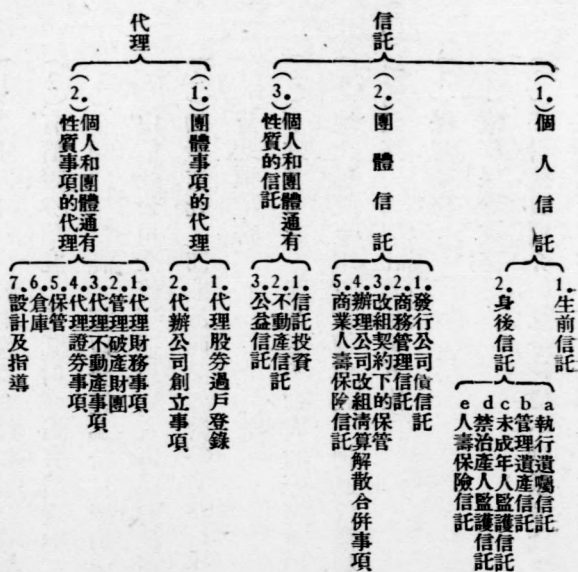 信託
(1.)個人信託
1.生前信託
2.身後信託
a執行遺囑信託
b管理遺產信託
c未成年人監護信託
d禁治產人監護信託
e人壽保險信託
(2.)團體信託
1.發行公司債信託
2.商務管理信託
3.改組契約下的保管
4.辦理公司改組清算解散合併事項
5.商業人壽保險信託
(3.)個人和團體通有
性質的信託
1.信託投資
2.不動產信託
3.公益信託
代理
(1.)團體事項的代理
1.代理股券過戶登錄
2.代辦公司創立事項
(2.)個人和團體通有
性質事項的代理
1.代理財務事項
2.管理破產財團
3.代理不動產事項
4.代理證券事項
5.保管
6.倉庫
7.設計及指導